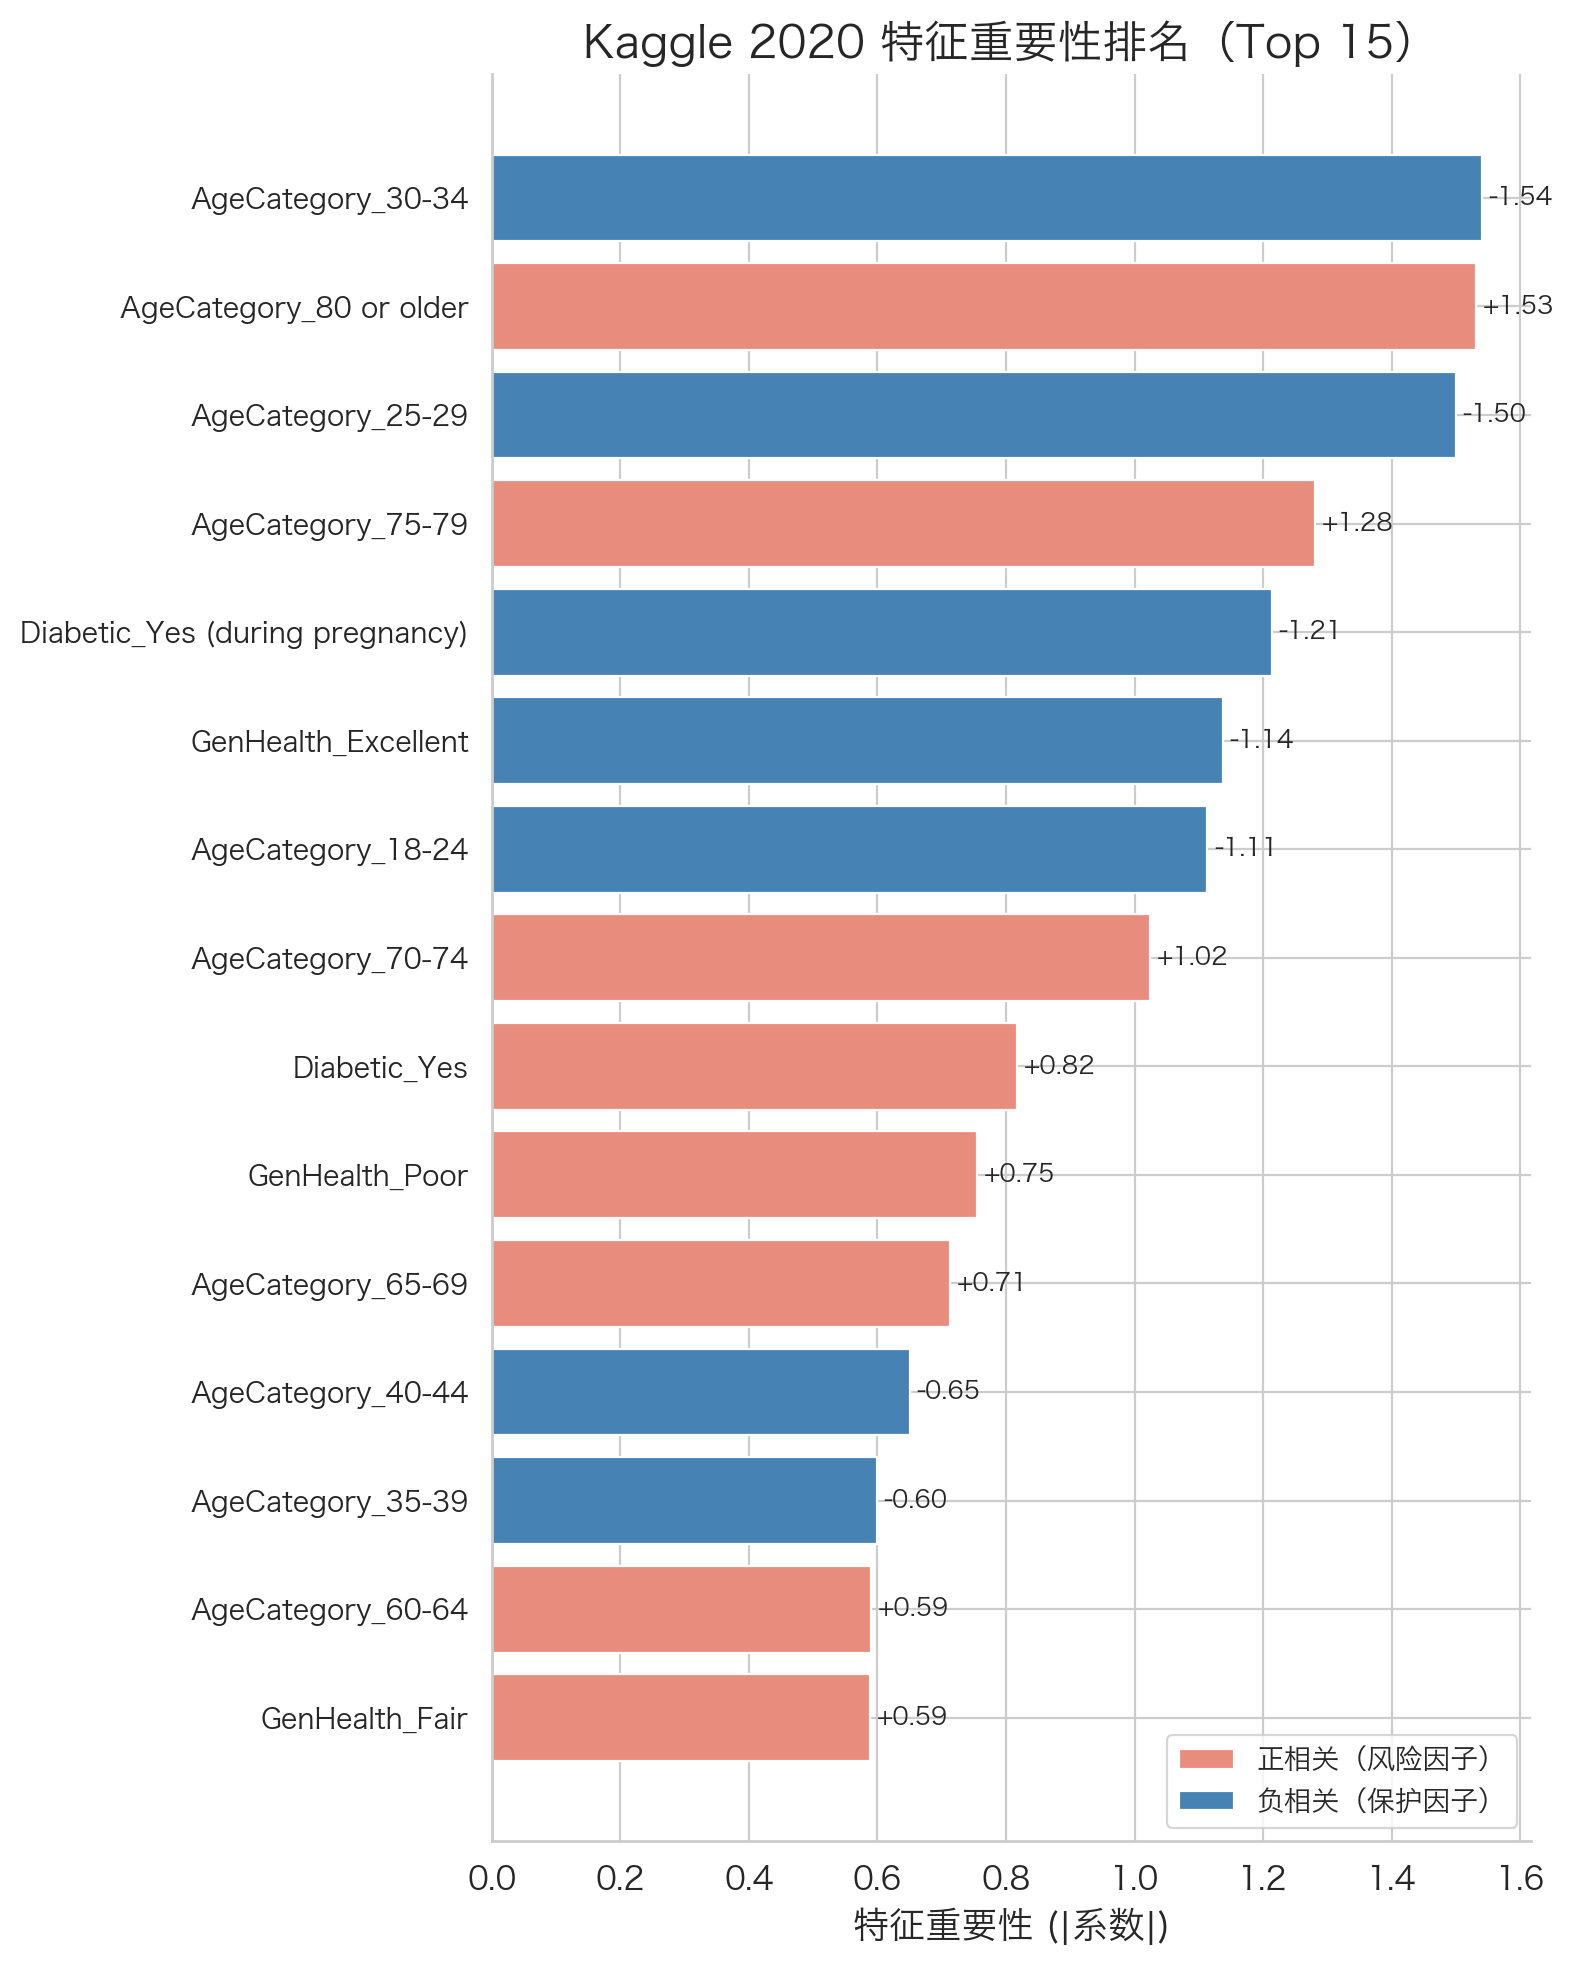 Kaggle 2020 特征重要性排名（Top 15）
AgeCategory_30-34 -1.54
AgeCategory_80 or older +1.53
AgeCategory_25-29 -1.50
AgeCategory_75-79 +1.28
Diabetic_Yes (during pregnancy) -1.21
GenHealth_Excellent -1.14
AgeCategory_18-24 -1.11
AgeCategory_70-74 +1.02
Diabetic_Yes +0.82
GenHealth_Poor +0.75
AgeCategory_65-69 +0.71
AgeCategory_40-44 -0.65
AgeCategory_35-39 -0.60
AgeCategory_60-64 +0.59
GenHealth_Fair +0.59
正相关（风险因子）
负相关（保护因子）
0.0 0.2 0.4 0.6 0.8 1.0 1.2 1.4 1.6
特征重要性 (|系数|)